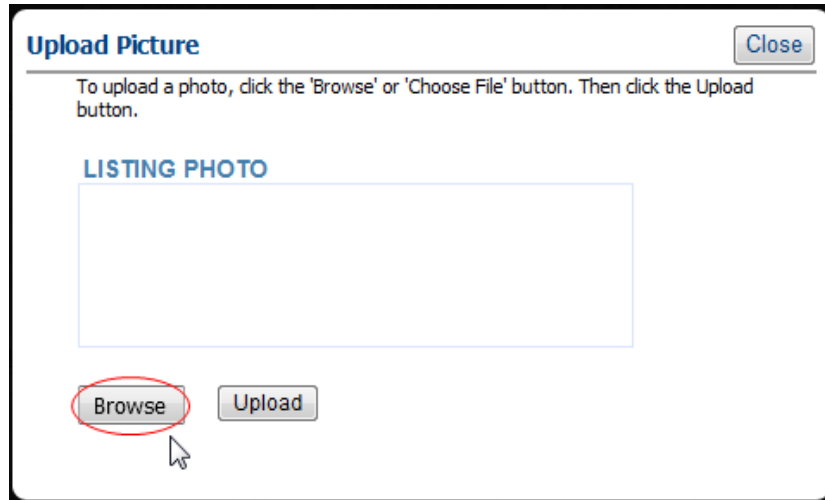 Upload Picture
Close
To upload a photo, click the 'Browse' or 'Choose File' button. Then click the Upload
button.
LISTING PHOTO
Browse
Upload